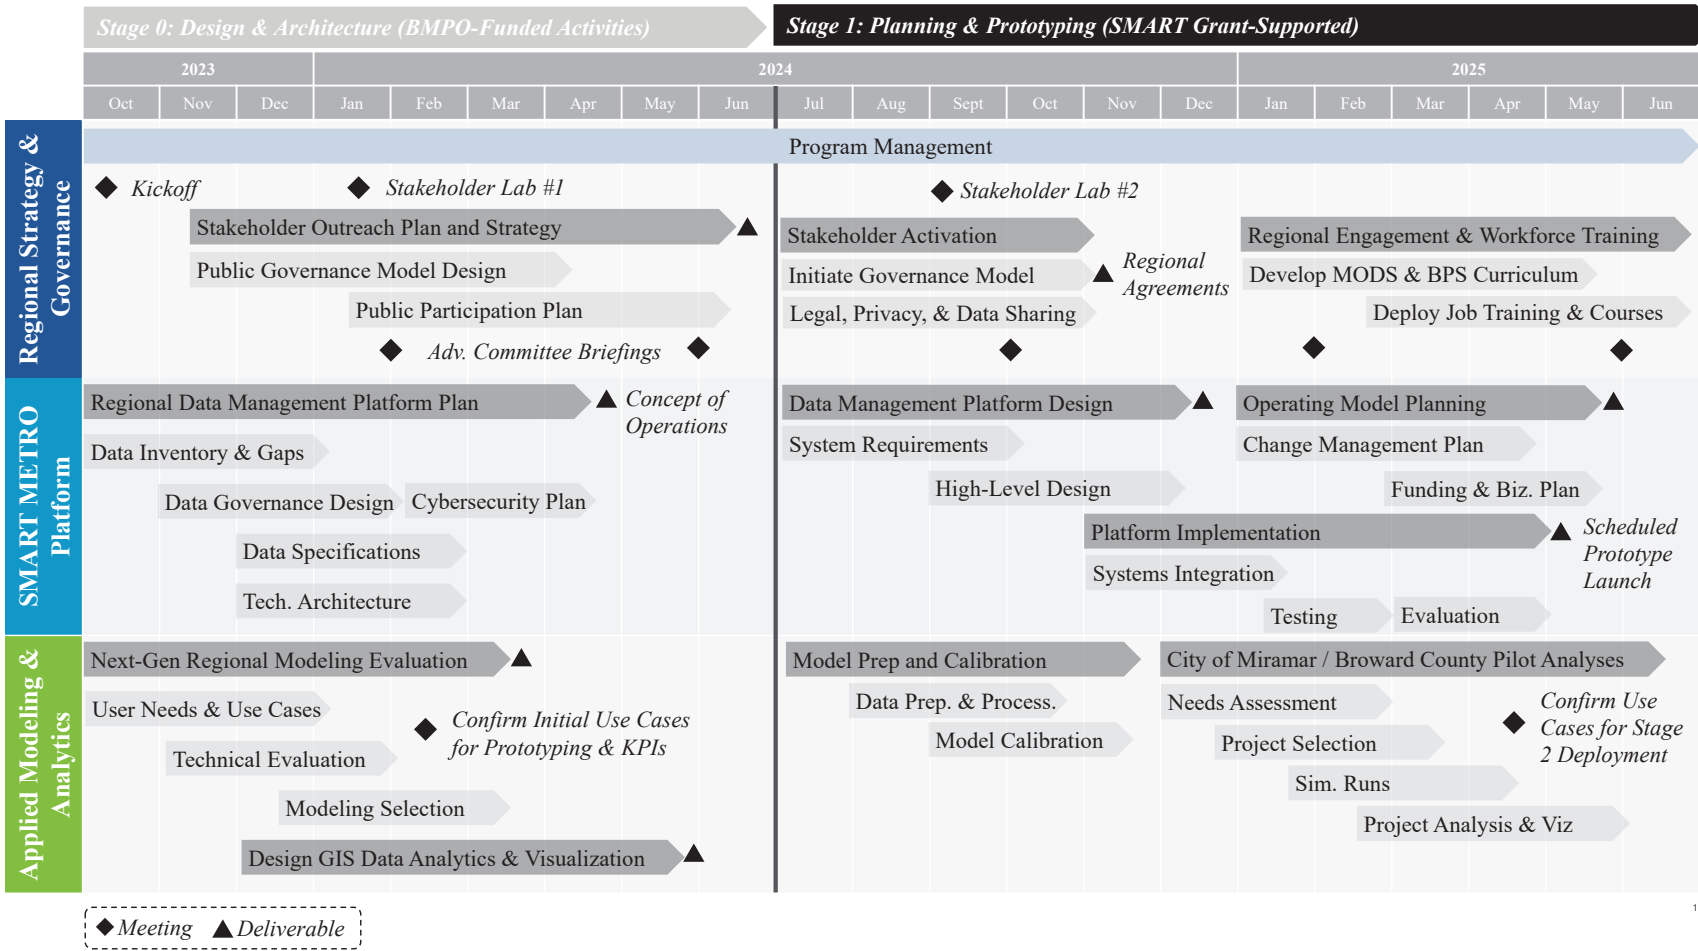 Stage 0: Design & Architecture (BMPO-Funded Activities)
Stage 1: Planning & Prototyping (SMART Grant-Supported)
2023
2024
2025
Oct
Nov
Dec
Jan
Feb
Mar
Apr
May
Jun
Jul
Aug
Sept
Oct
Nov
Dec
Jan
Feb
Mar
Apr
May
Jun
Regional Strategy &
Governance
Program Management
Kickoff
Stakeholder Lab #1
Stakeholder Lab #2
Stakeholder Outreach Plan and Strategy
Stakeholder Activation
Regional Engagement & Workforce Training
Public Governance Model Design
Initiate Governance Model
Regional
Agreements
Develop MODS & BPS Curriculum
Public Participation Plan
Legal, Privacy, & Data Sharing
Deploy Job Training & Courses
Adv. Committee Briefings
SMART METRO
Platform
Regional Data Management Platform Plan
Concept of
Operations
Data Management Platform Design
Operating Model Planning
Data Inventory & Gaps
System Requirements
Change Management Plan
Data Governance Design
Cybersecurity Plan
High-Level Design
Funding & Biz. Plan
Platform Implementation
Scheduled
Prototype
Launch
Data Specifications
Systems Integration
Tech. Architecture
Testing
Evaluation
Applied Modeling &
Analytics
Next-Gen Regional Modeling Evaluation
Model Prep and Calibration
City of Miramar / Broward County Pilot Analyses
User Needs & Use Cases
Confirm Initial Use Cases
for Prototyping & KPIs
Data Prep. & Process.
Needs Assessment
Confirm Use
Cases for Stage
2 Deployment
Technical Evaluation
Model Calibration
Project Selection
Modeling Selection
Sim. Runs
Project Analysis & Viz
Design GIS Data Analytics & Visualization
Meeting
Deliverable
1